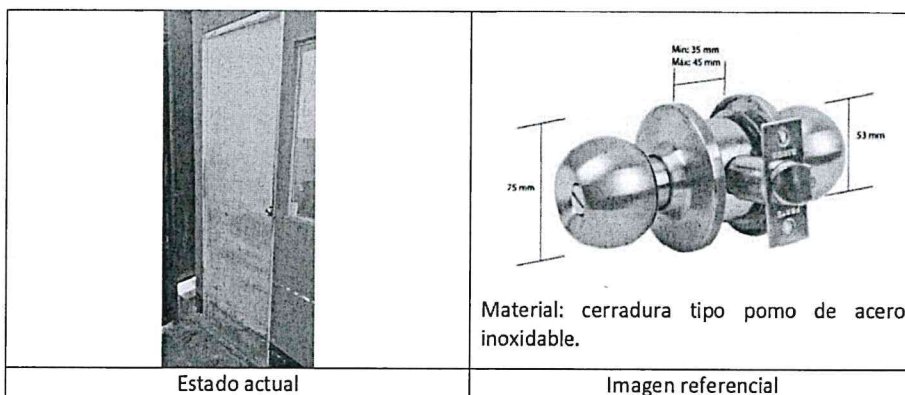 Min: 35 mm
Máx: 45 mm
53 mm
75 mm
Material: cerradura tipo pomo de acero
inoxidable.
Estado actual
Imagen referencial